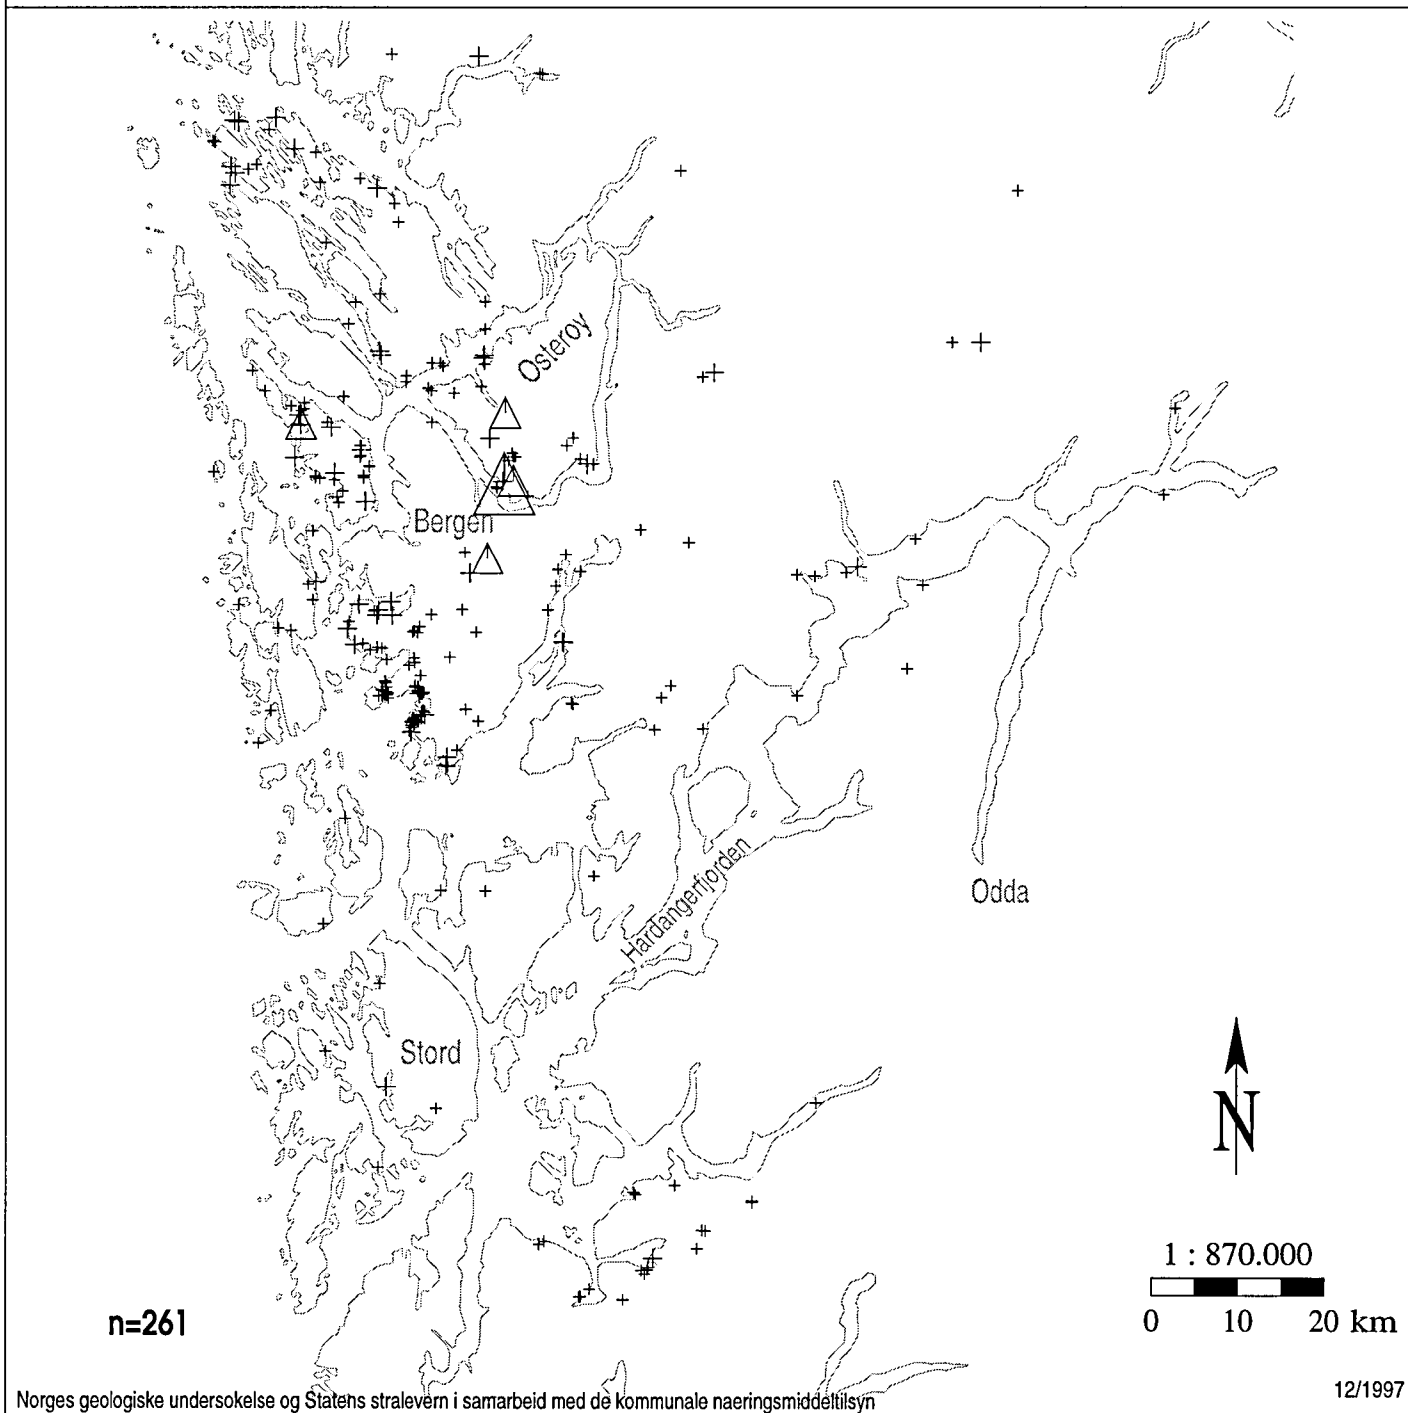 Osteroy
Bergen
Hardangerfjorden
Odda
Stord
N
1 : 870.000
0 10 20 km
n=261
12/1997
Norges geologiske undersokelse og Statens stralevern i samarbeid med de kommunale naeringsmiddeltilsyn